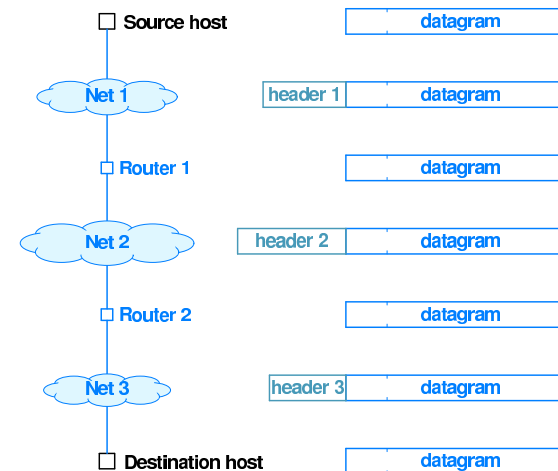 Source host datagram
Net 1 header 1 datagram
Router 1 datagram
Net 2 header 2 datagram
Router 2 datagram
Net 3 header 3 datagram
Destination host datagram